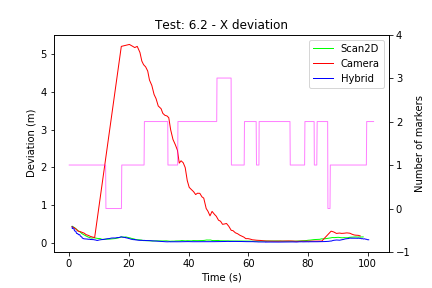 Test: 6.2 - X deviation
Scan2D
Camera
Hybrid
Deviation (m)
5
4
3
2
1
0
4
3
2
1
0
−1
Number of markers
0
20
40
60
80
100
Time (s)